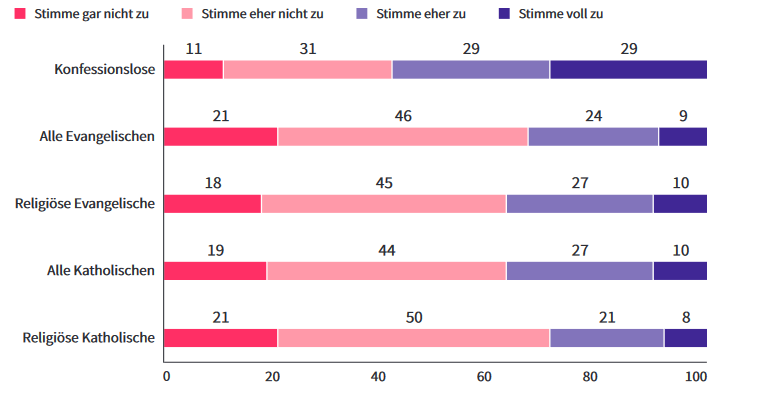 Stimme gar nicht zu Stimme eher nicht zu Stimme eher zu Stimme voll zu
11 31 29 29
Konfessionslose
21 46 24 9
Alle Evangelischen
18 45 27 10
Religiöse Evangelische
19 44 27 10
Alle Katholischen
21 50 21 8
Religiöse Katholische
0 20 40 60 80 100